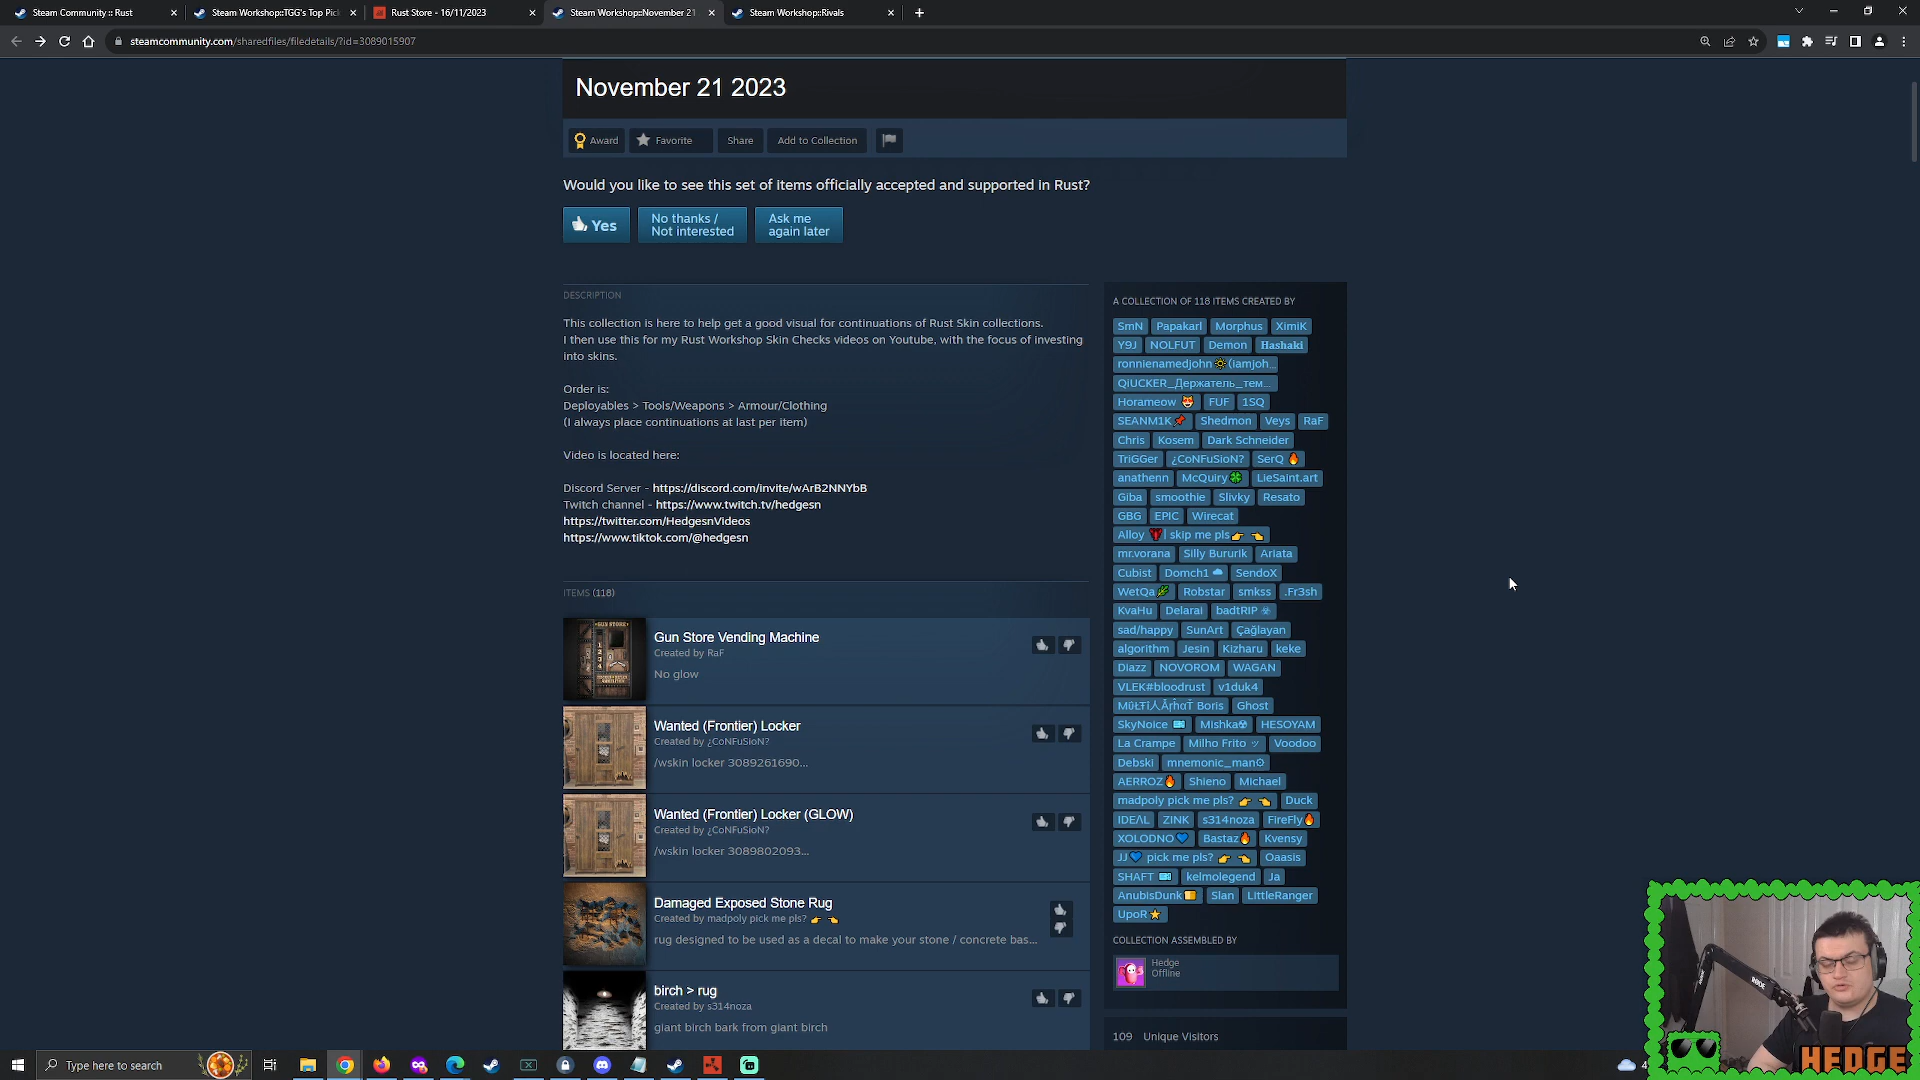 Steam Community :: Rust
Steam Workshop::TGG's Top Pic
Rust Store - 16/11/2023
Steam Workshop::November 21
Steam Workshop::Rivals
steamcommunity.com/sharedfiles/filedetails/?id=3089015907
November 21 2023
Award
Favorite
Share
Add to Collection
Would you like to see this set of items officially accepted and supported in Rust?
Yes
No thanks /
Not interested
Ask me
again later
DESCRIPTION
This collection is here to help get a good visual for continuations of Rust Skin collections.
I then use this for my Rust Workshop Skin Checks videos on Youtube, with the focus of investing
into skins.
Order is:
Deployables > Tools/Weapons > Armour/Clothing
(I always place continuations at last per item)
Video is located here:
Discord Server - https://discord.com/invite/wArB2NNYbB
Twitch channel - https://www.twitch.tv/hedgesn
https://twitter.com/HedgesnVideos
https://www.tiktok.com/@hedgesn
ITEMS (118)
Gun Store Vending Machine
Created by RaF
No glow
Wanted (Frontier) Locker
Created by ¿CoNFuSioN?
/wskin locker 3089261690...
Wanted (Frontier) Locker (GLOW)
Created by ¿CoNFuSioN?
/wskin locker 3089802093...
Damaged Exposed Stone Rug
Created by madpoly pick me pls? 👉 👈
rug designed to be used as a decal to make your stone / concrete bas...
birch > rug
Created by s314noza
giant birch bark from giant birch
A COLLECTION OF 118 ITEMS CREATED BY
SmN Papakarl Morphus XimiK
Y9J NOLFUT Demon Hashaki
ronnienamedjohn🔆(iamjoh...
QIUCKER_Держатель_тем...
Horameow 😻 FUF 1SQ
SEANM1K📌 Shedmon Veys RaF
Chris Kosem Dark Schneider
TriGGer ¿CoNFuSioN? SerQ 🔥
anathenn McQuiry🍀 LieSaint.art
Giba smoothie Slivky Resato
GBG EPIC Wirecat
Alloy | skip me pls👉 👈
mr.vorana Silly Bururik Ariata
Cubist Domch1 ☁ SendoX
WetQa🌿 Robstar smkss .Fr3sh
KvaHu Delarai badtRIP ☣
sad/happy SunArt Çağlayan
algorithm Jesin Kizharu keke
Diazz NOVOROM WAGAN
VLEK#bloodrust v1duk4
Boris Ghost
SkyNoice Mishka☢ HESOYAM
La Crampe Milho Frito ッ Voodoo
Debski mnemonic_man⊙
AERROZ🔥 Shieno Michael
madpoly pick me pls? 👉 👈 Duck
IDEΛL ZINK s314noza FireFly🔥
XOLODNO💙 Bastaz🔥 Kvensy
JJ💙 pick me pls? 👉 👈 Oaasis
SHAFT kelmolegend Ja
AnubisDunk Slan LittleRanger
UpoR⭐
COLLECTION ASSEMBLED BY
Hedge
Offline
109 Unique Visitors
Type here to search
HEDGE